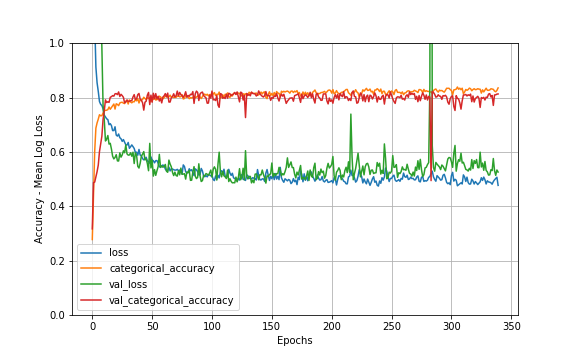 1.0
0.8
0.6
0.4
0.2
0.0
Accuracy - Mean Log Loss
loss
categorical_accuracy
val_loss
val_categorical_accuracy
0 50 100 150 200 250 300 350
Epochs